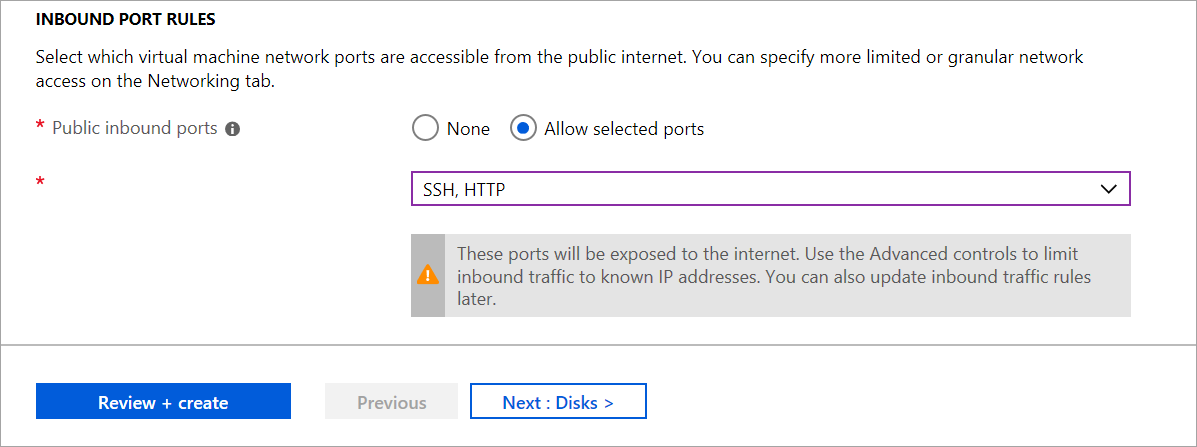 INBOUND PORT RULES
Select which virtual machine network ports are accessible from the public internet. You can specify more limited or granular network
access on the Networking tab.
* Public inbound ports
None
Allow selected ports
*
SSH, HTTP
These ports will be exposed to the internet. Use the Advanced controls to limit
inbound traffic to known IP addresses. You can also update inbound traffic rules
later.
Review + create
Previous
Next : Disks >